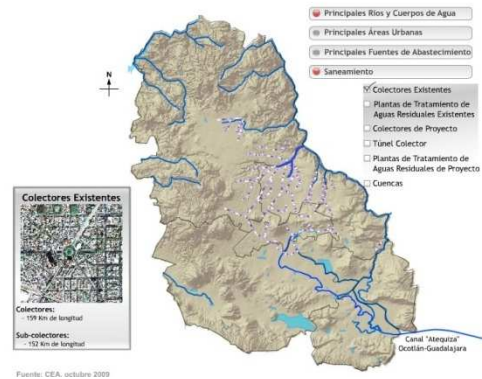 Principales Ríos y Cuerpos de Agua
Principales Áreas Urbanas
Principales Fuentes de Abastecimiento
Saneamiento
Colectores Existentes
Plantas de Tratamiento de
Aguas Residuales Existentes
Colectores de Proyecto
Túnel Colector
Plantas de Tratamiento de
Aguas Residuales de Proyecto
Cuencas
N
Colectores Existentes
Colectores:
- 159 Km de longitud
Sub-colectores:
- 152 Km de longitud
Canal "Atequiza"
Ocotlán-Guadalajara
Fuente: CEA, octubre 2009